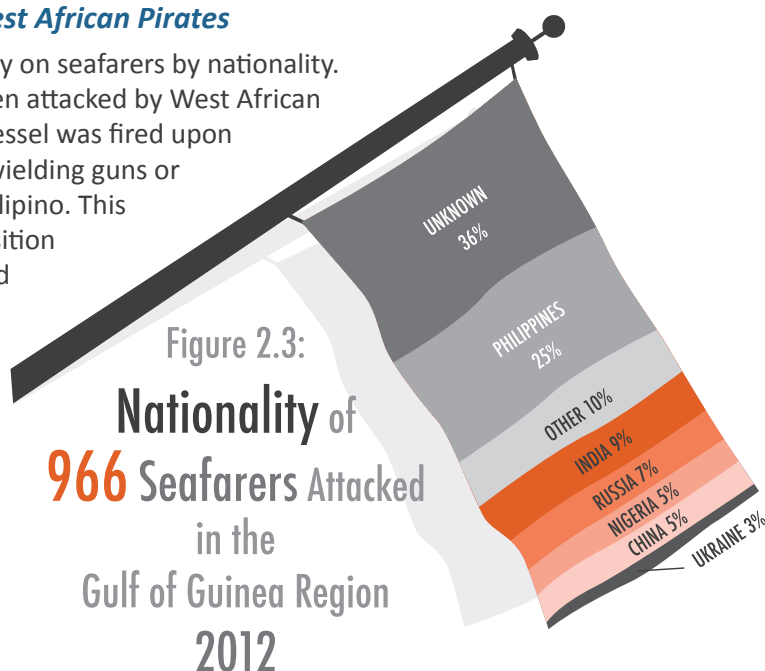 est African Pirates
y on seafarers by nationality.
en attacked by West African
essel was fired upon
ielding guns or
lipino. This
sition
d
UNKNOWN
36%
PHILIPPINES
25%
OTHER 10%
INDIA 9%
RUSSIA 7%
NIGERIA 5%
CHINA 5%
UKRAINE 3%
Figure 2.3:
Nationality of
966 Seafarers Attacked
in the
Gulf of Guinea Region
2012